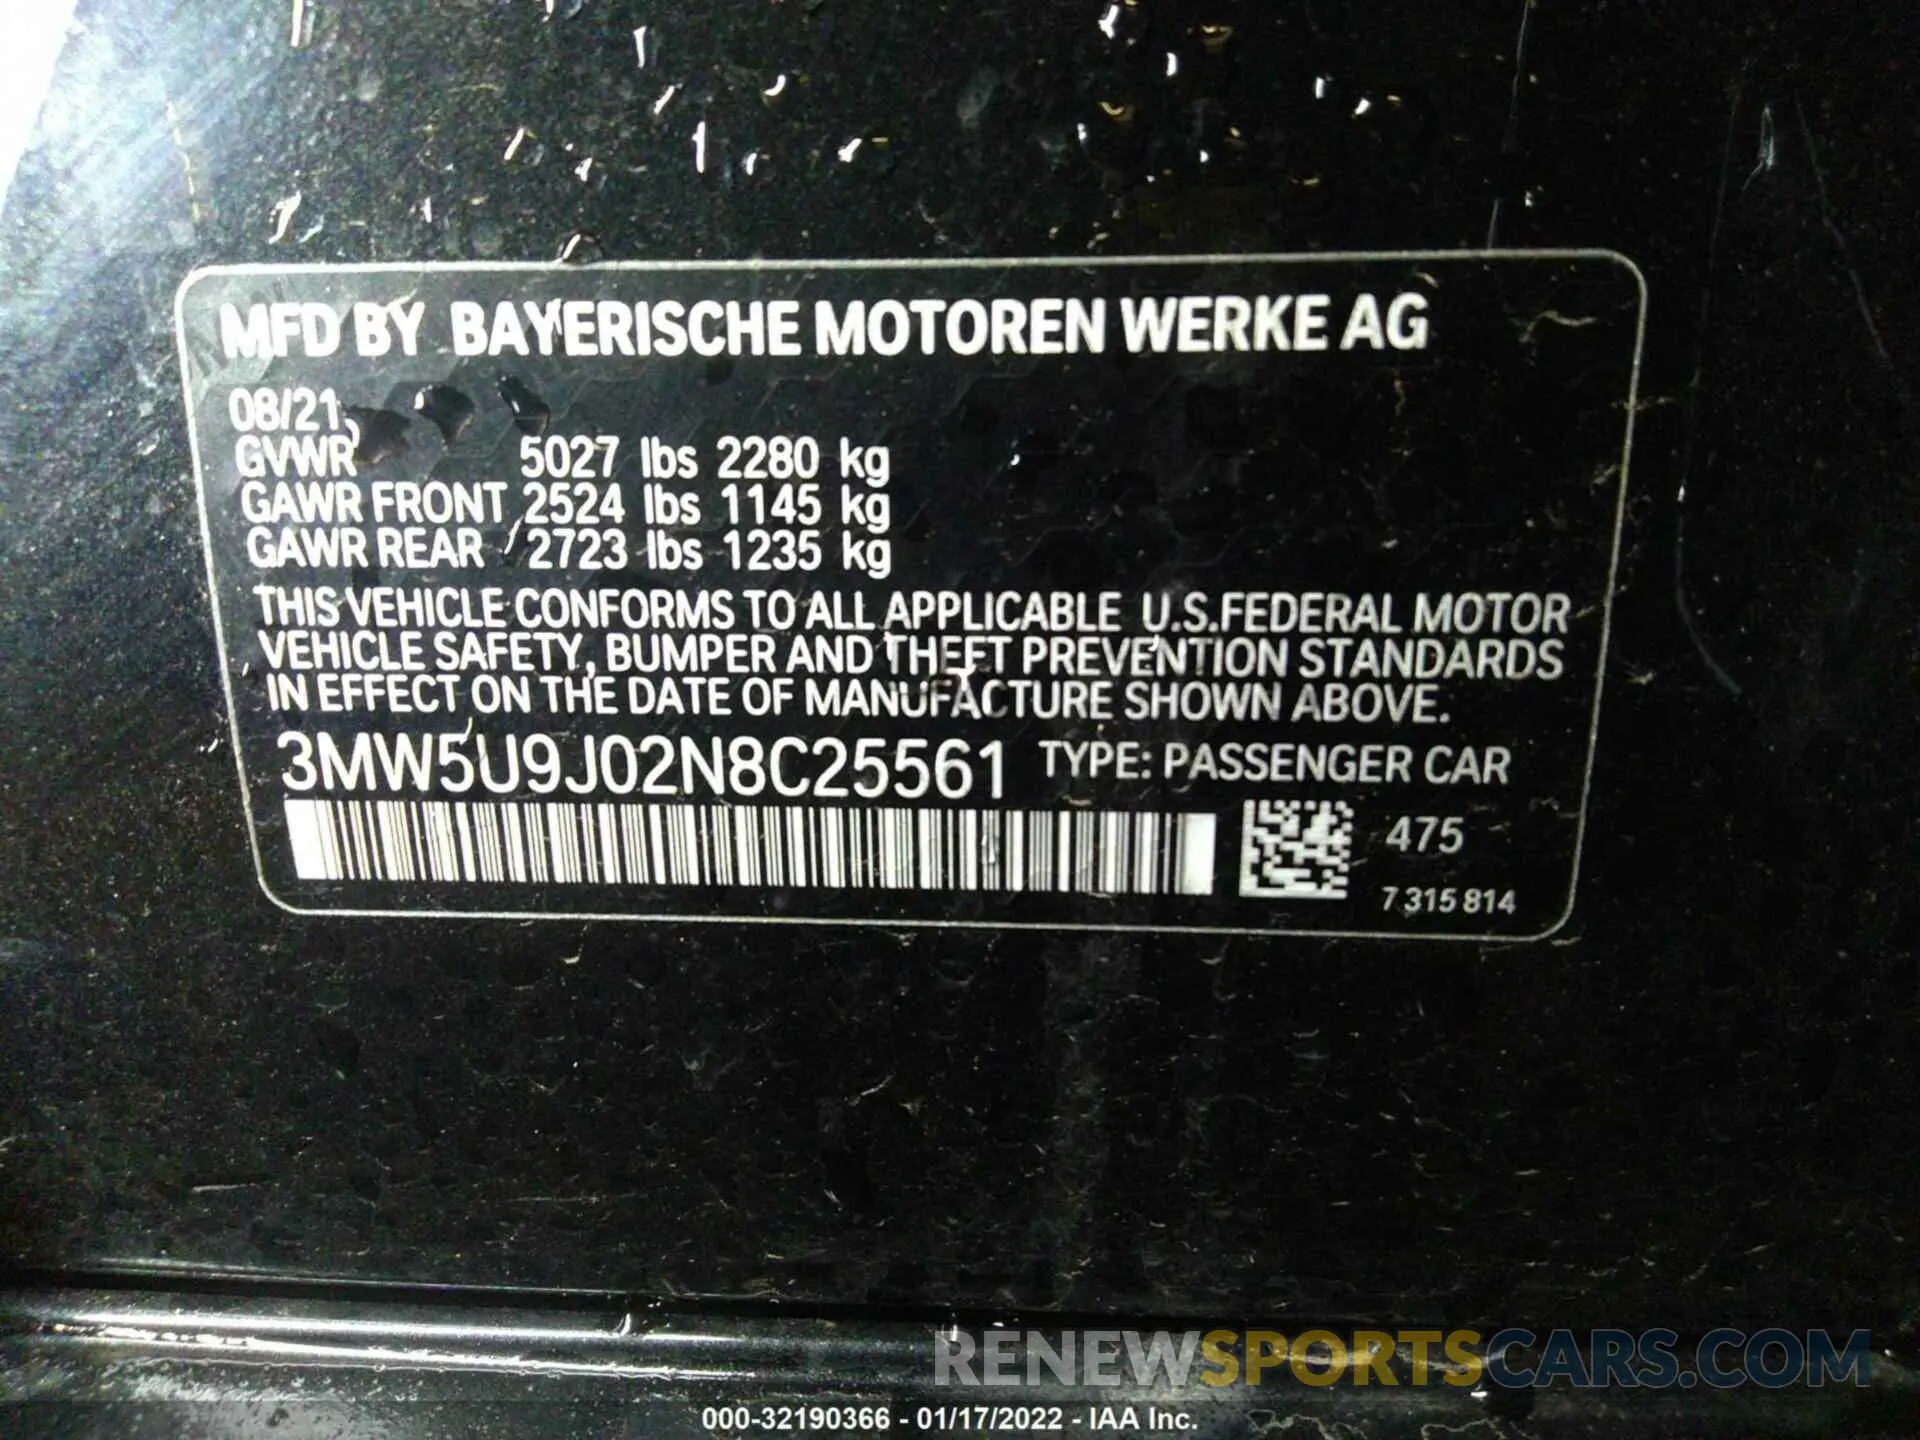 MFD BY BAYERISCHE MOTOREN WERKE AG
08/21
GVWR 5027 lbs 2280 kg
GAWR FRONT 2524 lbs 1145 kg
GAWR REAR 2723 lbs 1235 kg
THIS VEHICLE CONFORMS TO ALL APPLICABLE U.S.FEDERAL MOTOR
VEHICLE SAFETY, BUMPER AND THEFT PREVENTION STANDARDS
IN EFFECT ON THE DATE OF MANUFACTURE SHOWN ABOVE.
3MW5U9J02N8C25561 TYPE: PASSENGER CAR
475
7 315 814
RENEWSPORTSCARS.COM
000-32190366 - 01/17/2022 - IAA Inc.